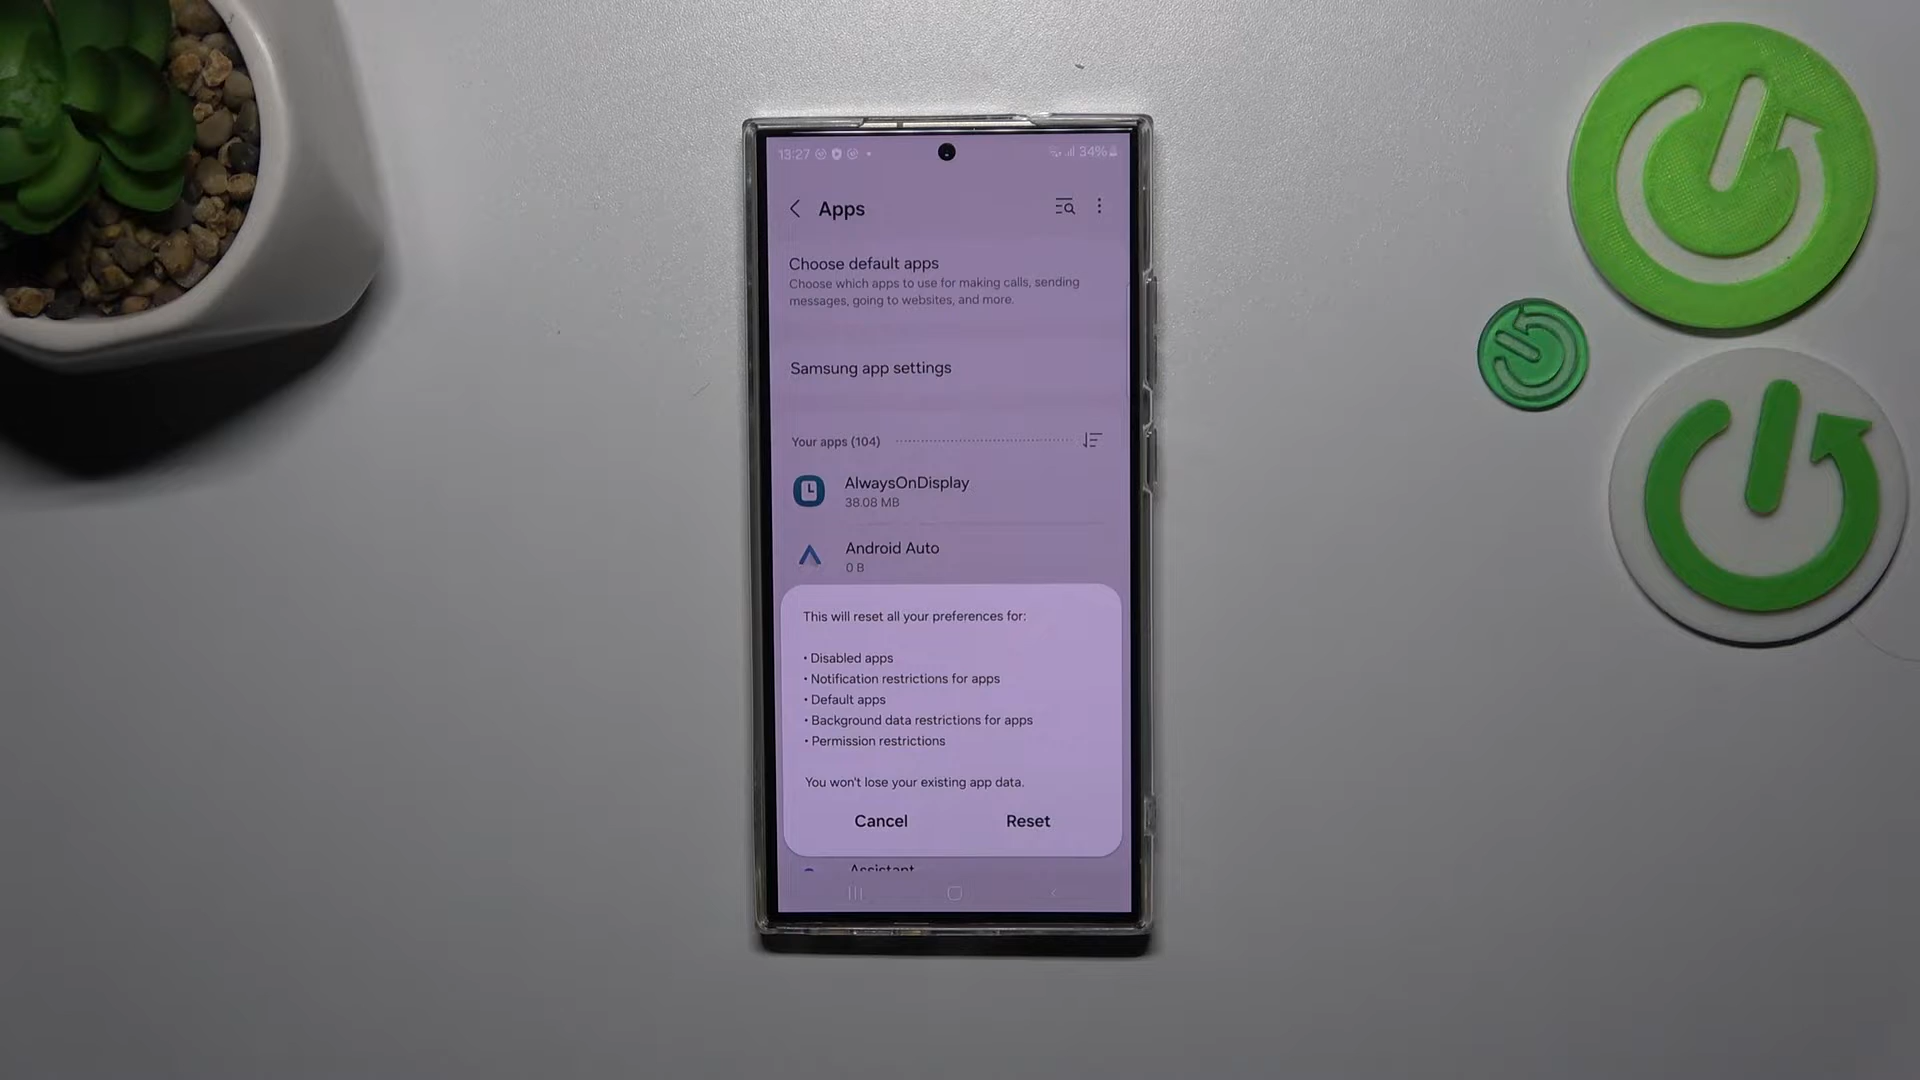 13:27
34%
Apps
Choose default apps
Choose which apps to use for making calls, sending
messages, going to websites, and more.
Samsung app settings
Your apps (104)
AlwaysOnDisplay
38.08 MB
Android Auto
0 B
This will reset all your preferences for:
• Disabled apps
• Notification restrictions for apps
• Default apps
• Background data restrictions for apps
• Permission restrictions
You won't lose your existing app data.
Cancel
Reset
Assistant